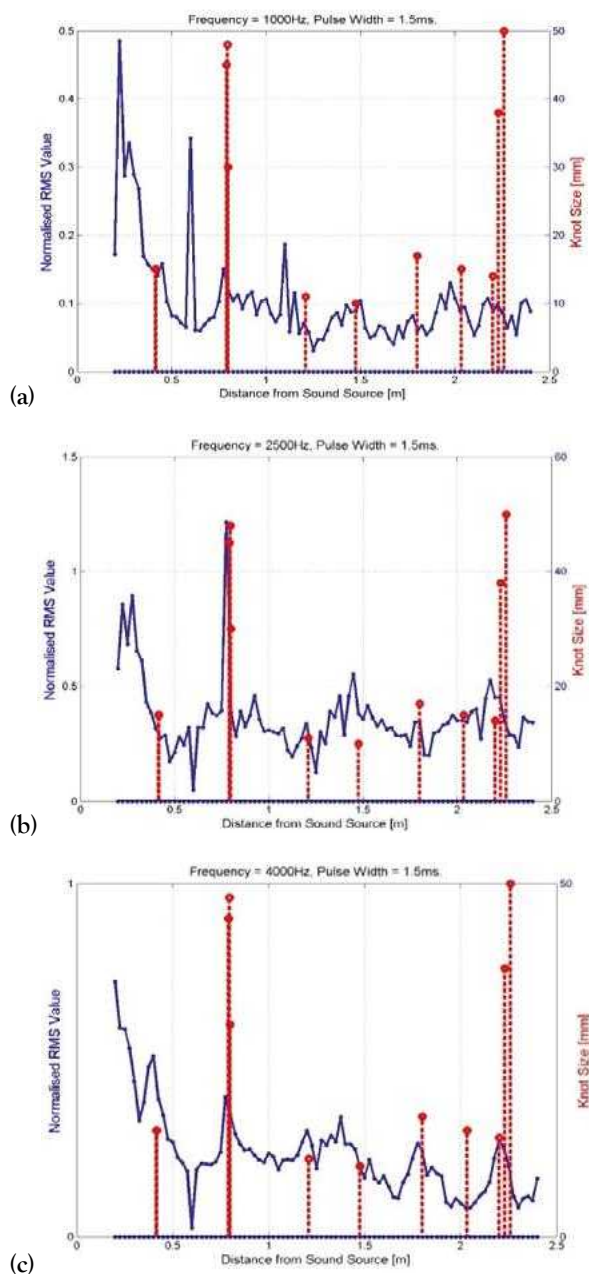 Frequency = 1000Hz, Pulse Width = 1.5ms.
0.5
0.4
0.3
0.2
0.1
0
Normalised RMS Value
50
40
30
20
10
0
Knot Size [mm]
0 0.5 1 1.5 2 2.5
Distance from Sound Source [m]
(a)
Frequency = 2500Hz, Pulse Width = 1.5ms.
1.5
1
0.5
0
Normalised RMS Value
60
40
20
0
Knot Size [mm]
0 0.5 1 1.5 2 2.5
Distance from Sound Source [m]
(b)
Frequency = 4000Hz, Pulse Width = 1.5ms.
1
0
Normalised RMS Value
50
0
Knot Size [mm]
0 0.5 1 1.5 2 2.5
Distance from Sound Source [m]
(c)